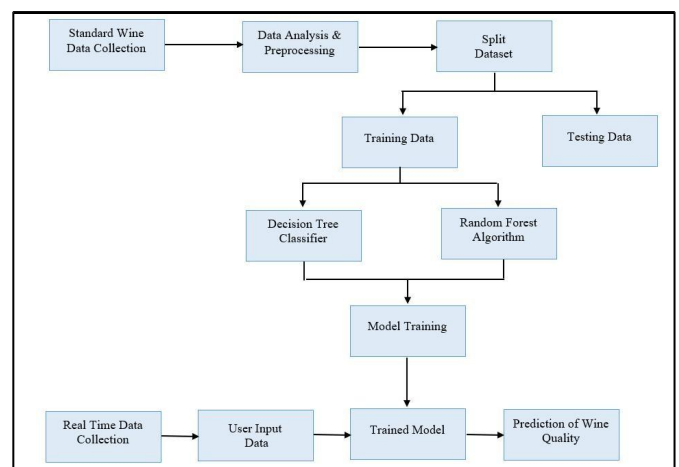 Standard Wine
Data Collection
Data Analysis &
Preprocessing
Split
Dataset
Training Data
Testing Data
Decision Tree
Classifier
Random Forest
Algorithm
Model Training
Real Time Data
Collection
User Input
Data
Trained Model
Prediction of Wine
Quality